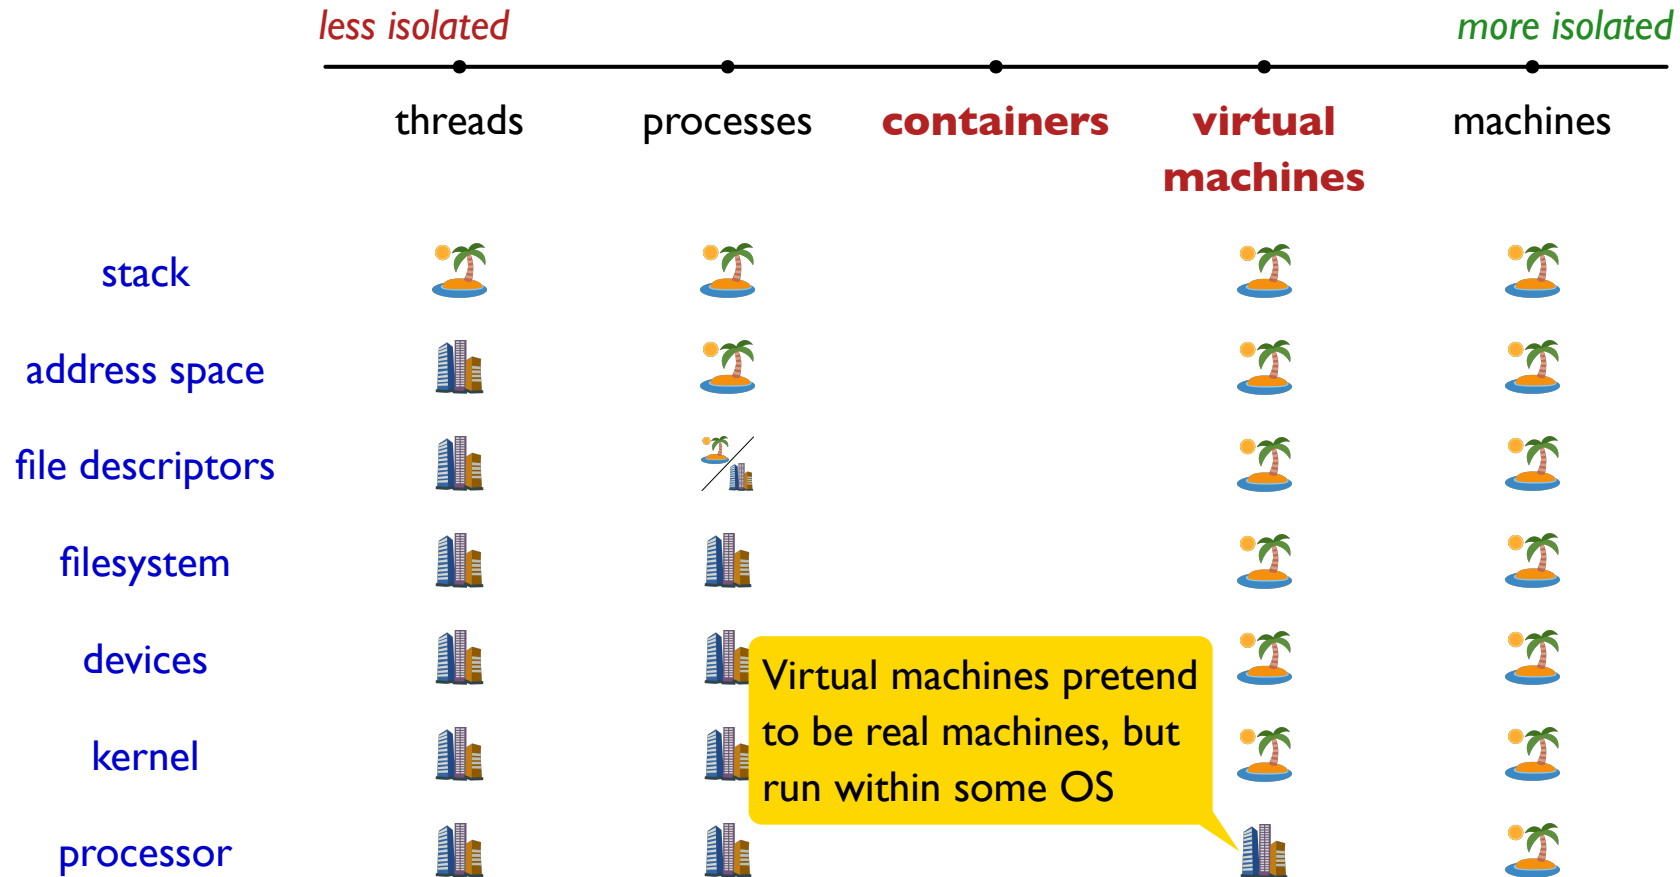 less isolated
more isolated
threads
processes
containers
virtual
machines
machines
stack
address space
file descriptors
filesystem
devices
kernel
processor
Virtual machines pretend
to be real machines, but
run within some OS